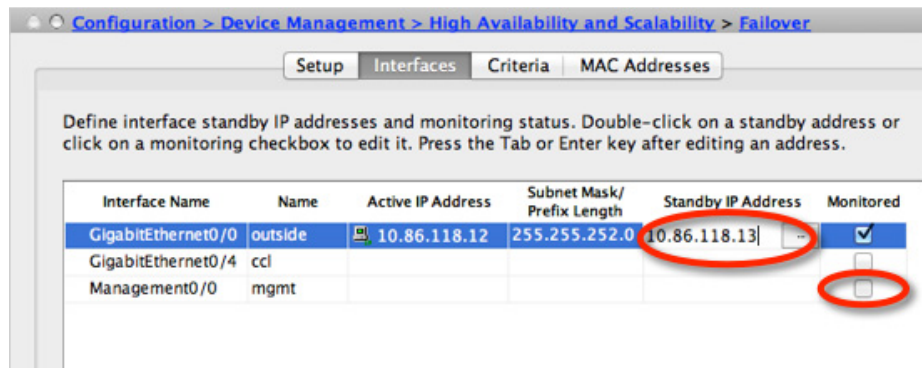 Configuration > Device Management > High Availability and Scalability > Failover
Setup Interfaces Criteria MAC Addresses
Define interface standby IP addresses and monitoring status. Double-click on a standby address or
click on a monitoring checkbox to edit it. Press the Tab or Enter key after editing an address.
Interface Name Name Active IP Address Subnet Mask/ Prefix Length Standby IP Address Monitored
GigabitEthernet0/0 outside 10.86.118.12 255.255.252.0 10.86.118.13 ...
GigabitEthernet0/4 ccl
Management0/0 mgmt